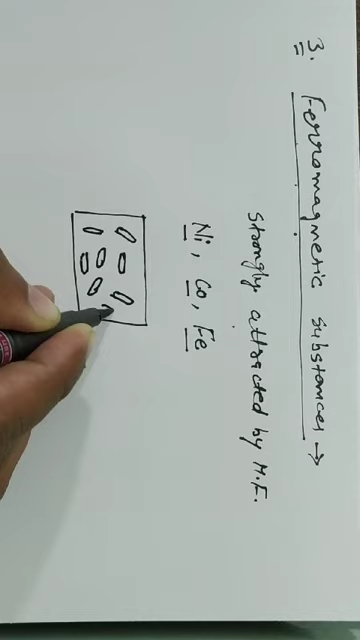 3. Ferromagnetic substances →
strongly attracted by M.F.
Ni, Co, Fe